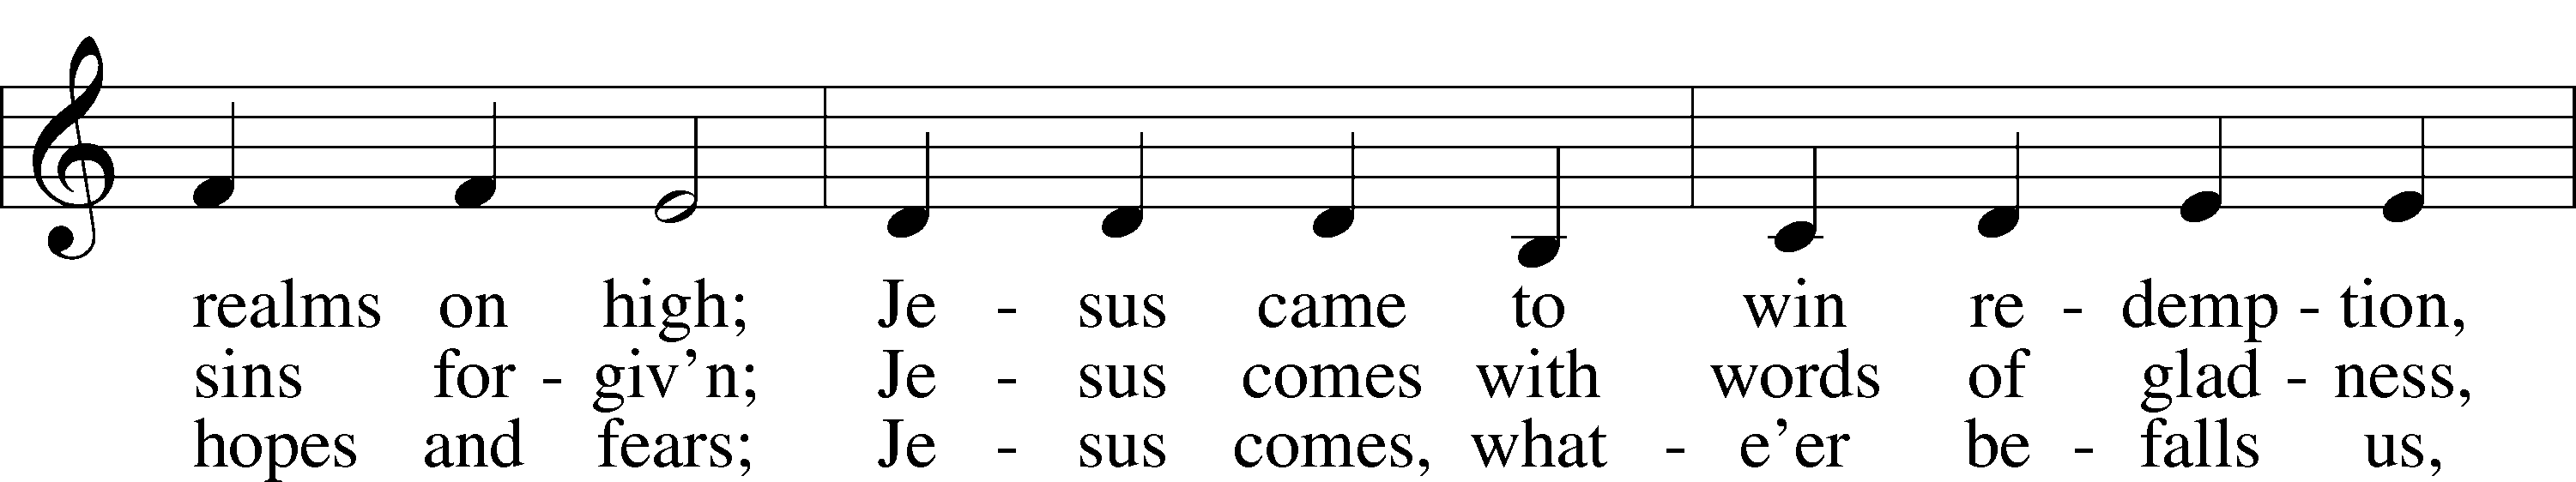 realms on high; Je - sus came to win re - demp - tion,
sins for - giv’n; Je - sus comes with words of glad - ness,
hopes and fears; Je - sus comes, what - e’er be - falls us,